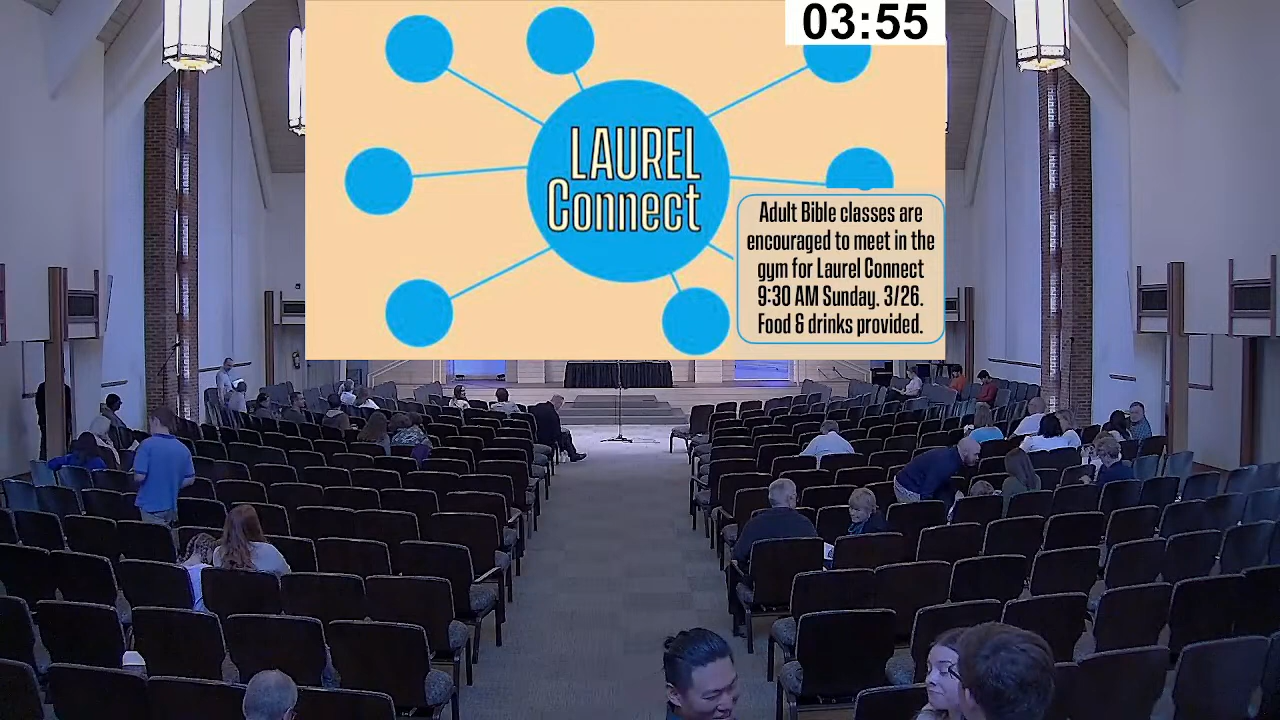 03:55
LAUREL
Connect
Adult Bible classes are
encouraged to meet in the
gym for Laurel Connect
9:30 AM Sunday. 3/26.
Food & drinks provided.